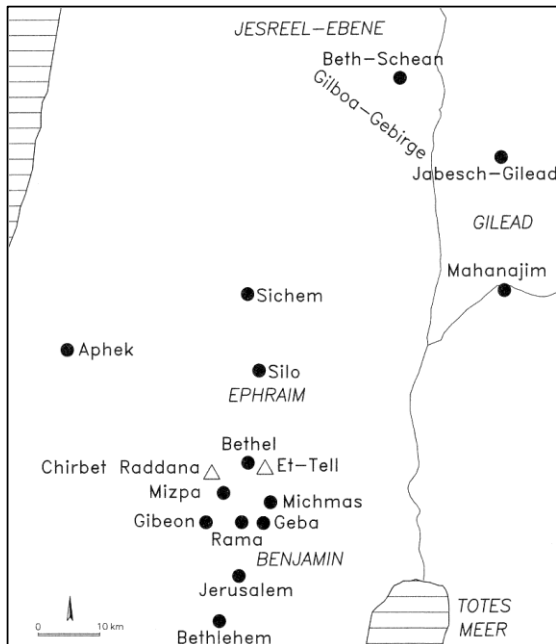 JESREEL-EBENE
Beth-Schean
Gilboa-Gebirge
Jabesch-Gilead
GILEAD
Mahanajim
Sichem
Aphek
Silo
EPHRAIM
Bethel
Chirbet Raddana
Et-Tell
Mizpa
Michmas
Gibeon
Geba
Rama
BENJAMIN
Jerusalem
TOTES
MEER
0 10 km
Bethlehem